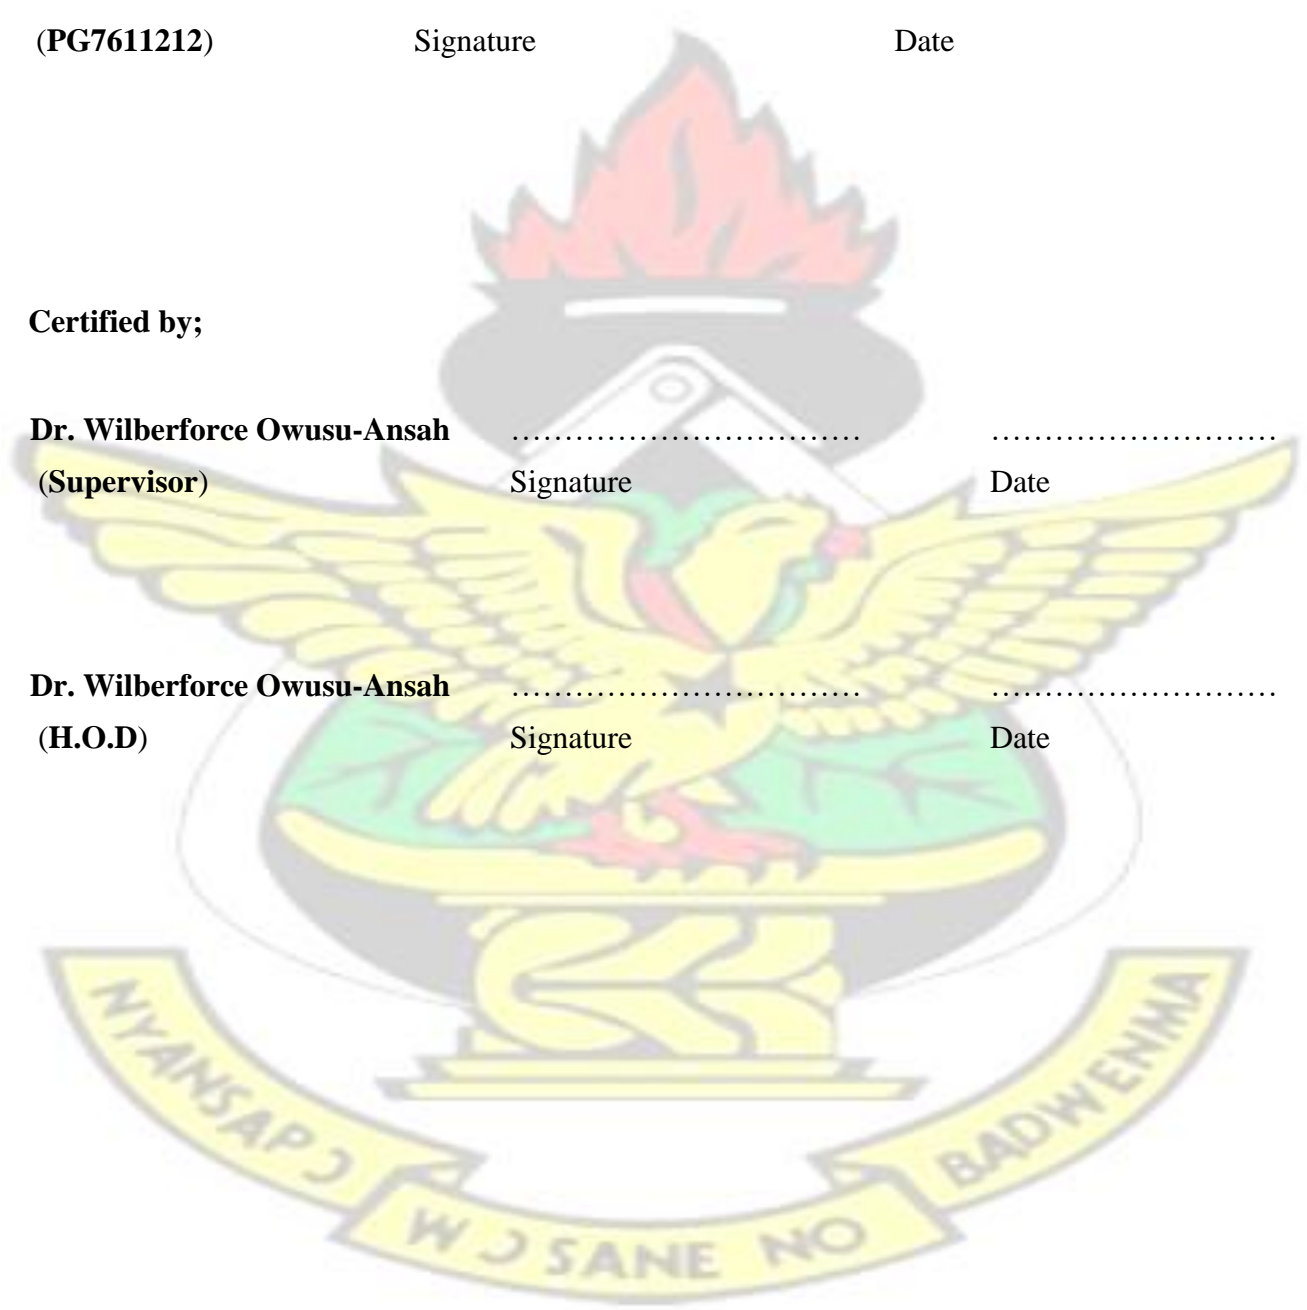 (PG7611212) Signature Date
Certified by;
Dr. Wilberforce Owusu-Ansah ................................. ...........................
(Supervisor) Signature Date
Dr. Wilberforce Owusu-Ansah ................................. ...........................
(H.O.D) Signature Date
NYANSAPƆ WƆSANE NO BADWENMA